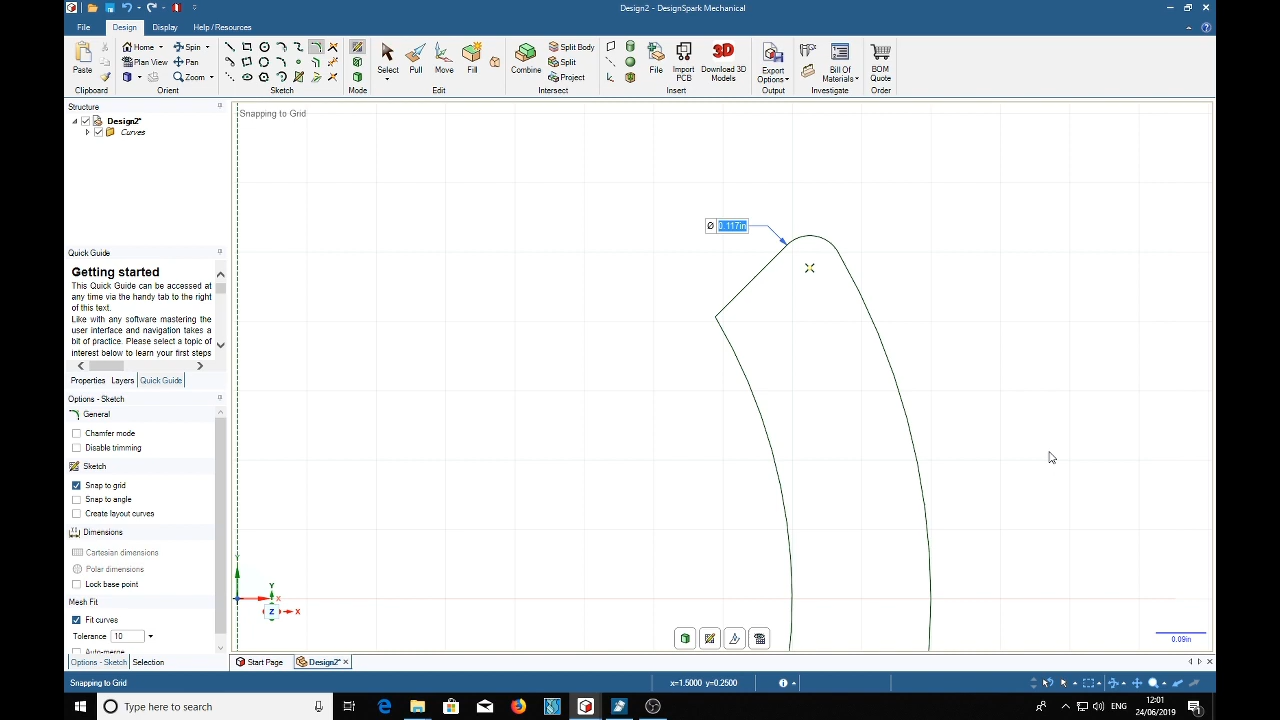 Design2 - DesignSpark Mechanical
File Design Display Help / Resources
Paste
Clipboard
Home Spin
Plan View Pan
Zoom
Orient
Sketch
Mode
Select Pull Move Fill
Edit
Combine
Split Body
Split
Project
Intersect
File Import PCB 3D Download 3D Models
Insert
Export Options
Output
Bill Of Materials
Investigate
BOM Quote
Order
Structure
Design2*
Curves
Snapping to Grid
Quick Guide
Getting started
This Quick Guide can be accessed at
any time via the handy tab to the right
of this text.
Like with any software mastering the
user interface and navigation takes a
bit of practice. Please select a topic of
interest below to learn your first steps
Properties Layers Quick Guide
Options - Sketch
General
Chamfer mode
Disable trimming
Sketch
Snap to grid
Snap to angle
Create layout curves
Dimensions
Cartesian dimensions
Polar dimensions
Lock base point
Mesh Fit
Fit curves
Tolerance 10
Auto-merge
Options - Sketch Selection
Ø 0.117in
Y
Y
X
Z X
0.09in
Start Page Design2*
Snapping to Grid x=1.5000 y=0.2500
Type here to search
ENG
12:01
24/06/2019